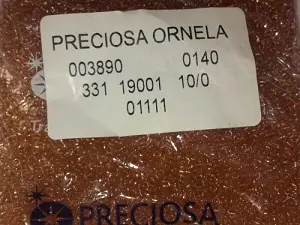 PRECIOSA ORNELA
003890 0140
331 19001 10/0
01111
PRECIOSA